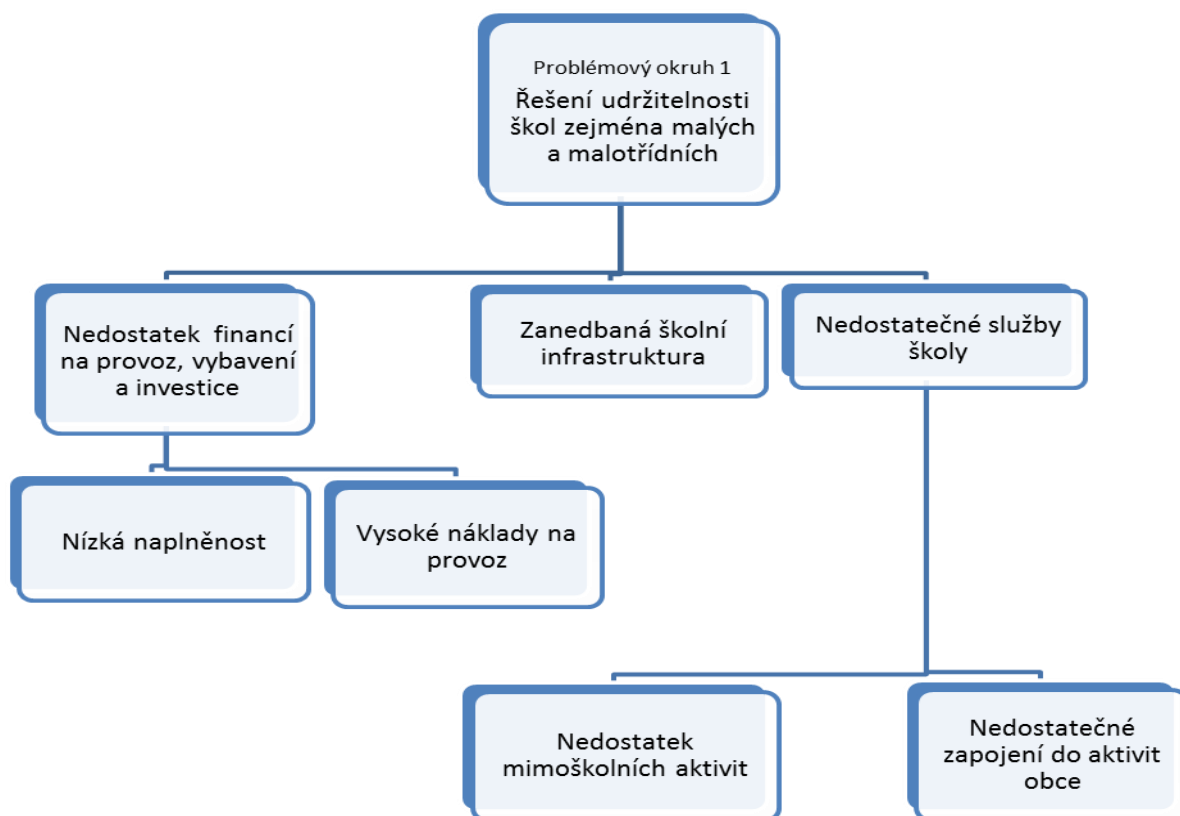 Problémový okruh 1
Řešení udržitelnosti
škol zejména malých
a malotřídních
Nedostatek financí
na provoz, vybavení
a investice
Zanedbaná školní
infrastruktura
Nedostatečné služby
školy
Nízká naplněnost
Vysoké náklady na
provoz
Nedostatek
mimoškolních aktivit
Nedostatečné
zapojení do aktivit
obce